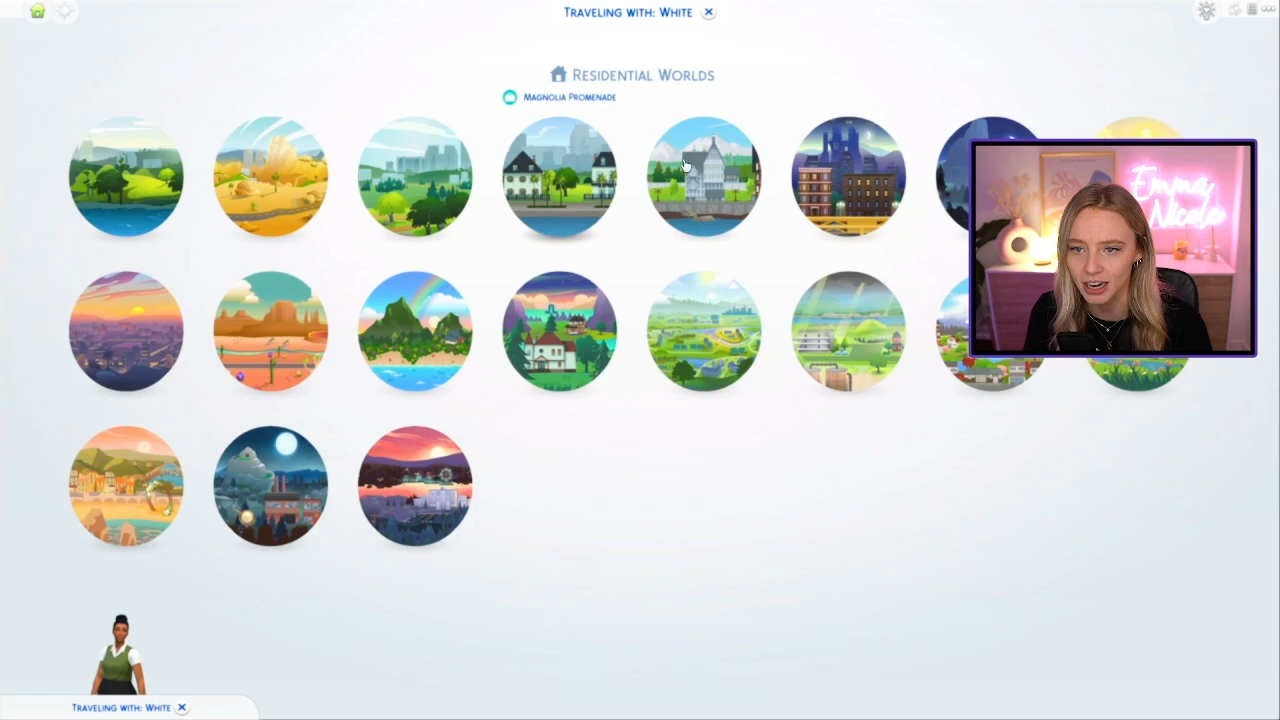 TRAVELING WITH: WHITE
RESIDENTIAL WORLDS
MAGNOLIA PROMENADE
Emma
Nicole
TRAVELING WITH: WHITE